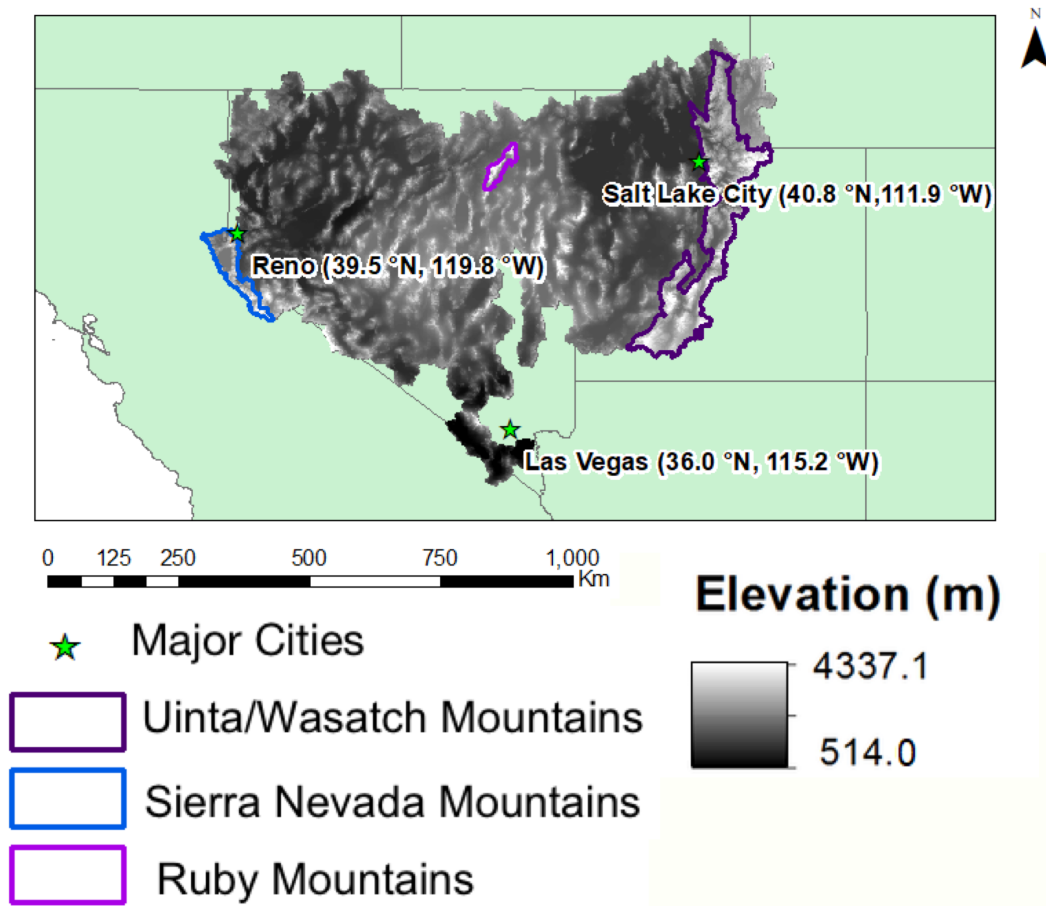 N
Salt Lake City (40.8 °N,111.9 °W)
Reno (39.5 °N, 119.8 °W)
Las Vegas (36.0 °N, 115.2 °W)
0 125 250 500 750 1,000
Km
Elevation (m)
4337.1
514.0
Major Cities
Uinta/Wasatch Mountains
Sierra Nevada Mountains
Ruby Mountains